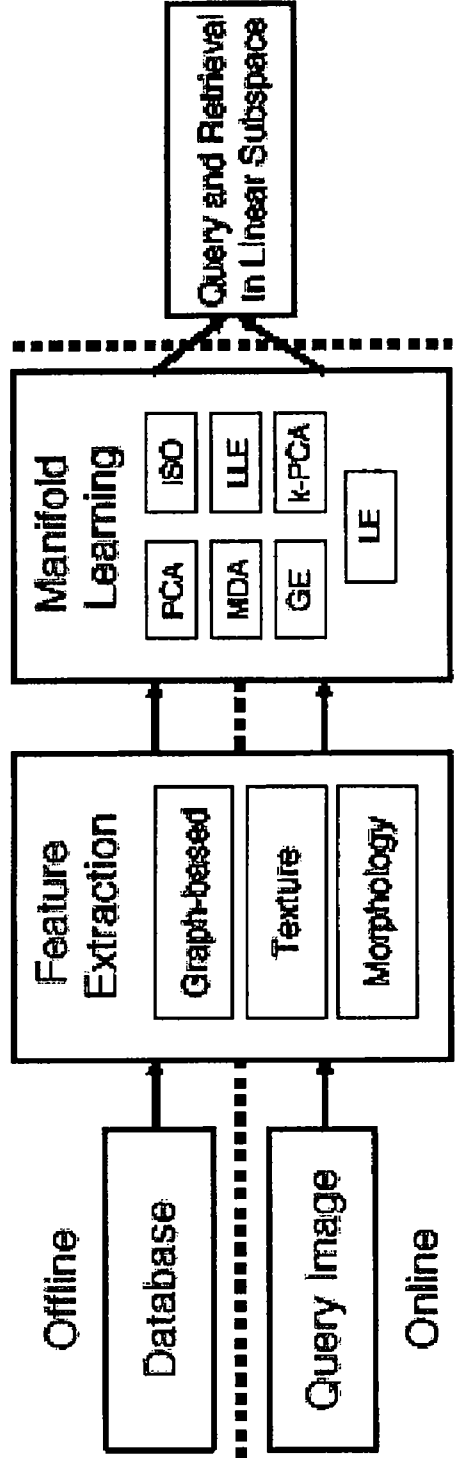 Offline
Database
Query Image
Online
Feature
Extraction
Graph-based
Texture
Morphology
Manifold
Learning
PCA
ISO
MDA
LLE
GE
k-PCA
LE
Query and Retrieval
in Linear Subspace